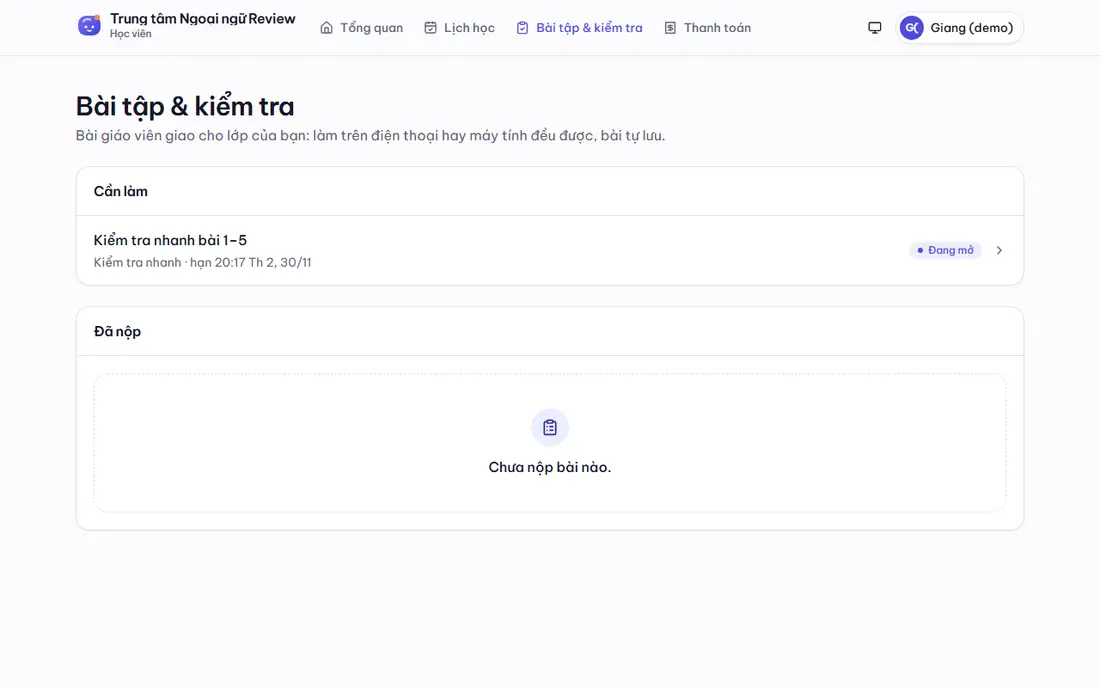 Trung tâm Ngoại ngữ Review
Học viên
Tổng quan
Lịch học
Bài tập & kiểm tra
Thanh toán
G(
Giang (demo)
Bài tập & kiểm tra
Bài giáo viên giao cho lớp của bạn: làm trên điện thoại hay máy tính đều được, bài tự lưu.
Cần làm
Kiểm tra nhanh bài 1–5
Kiểm tra nhanh · hạn 20:17 Th 2, 30/11
Đang mở
Đã nộp
Chưa nộp bài nào.